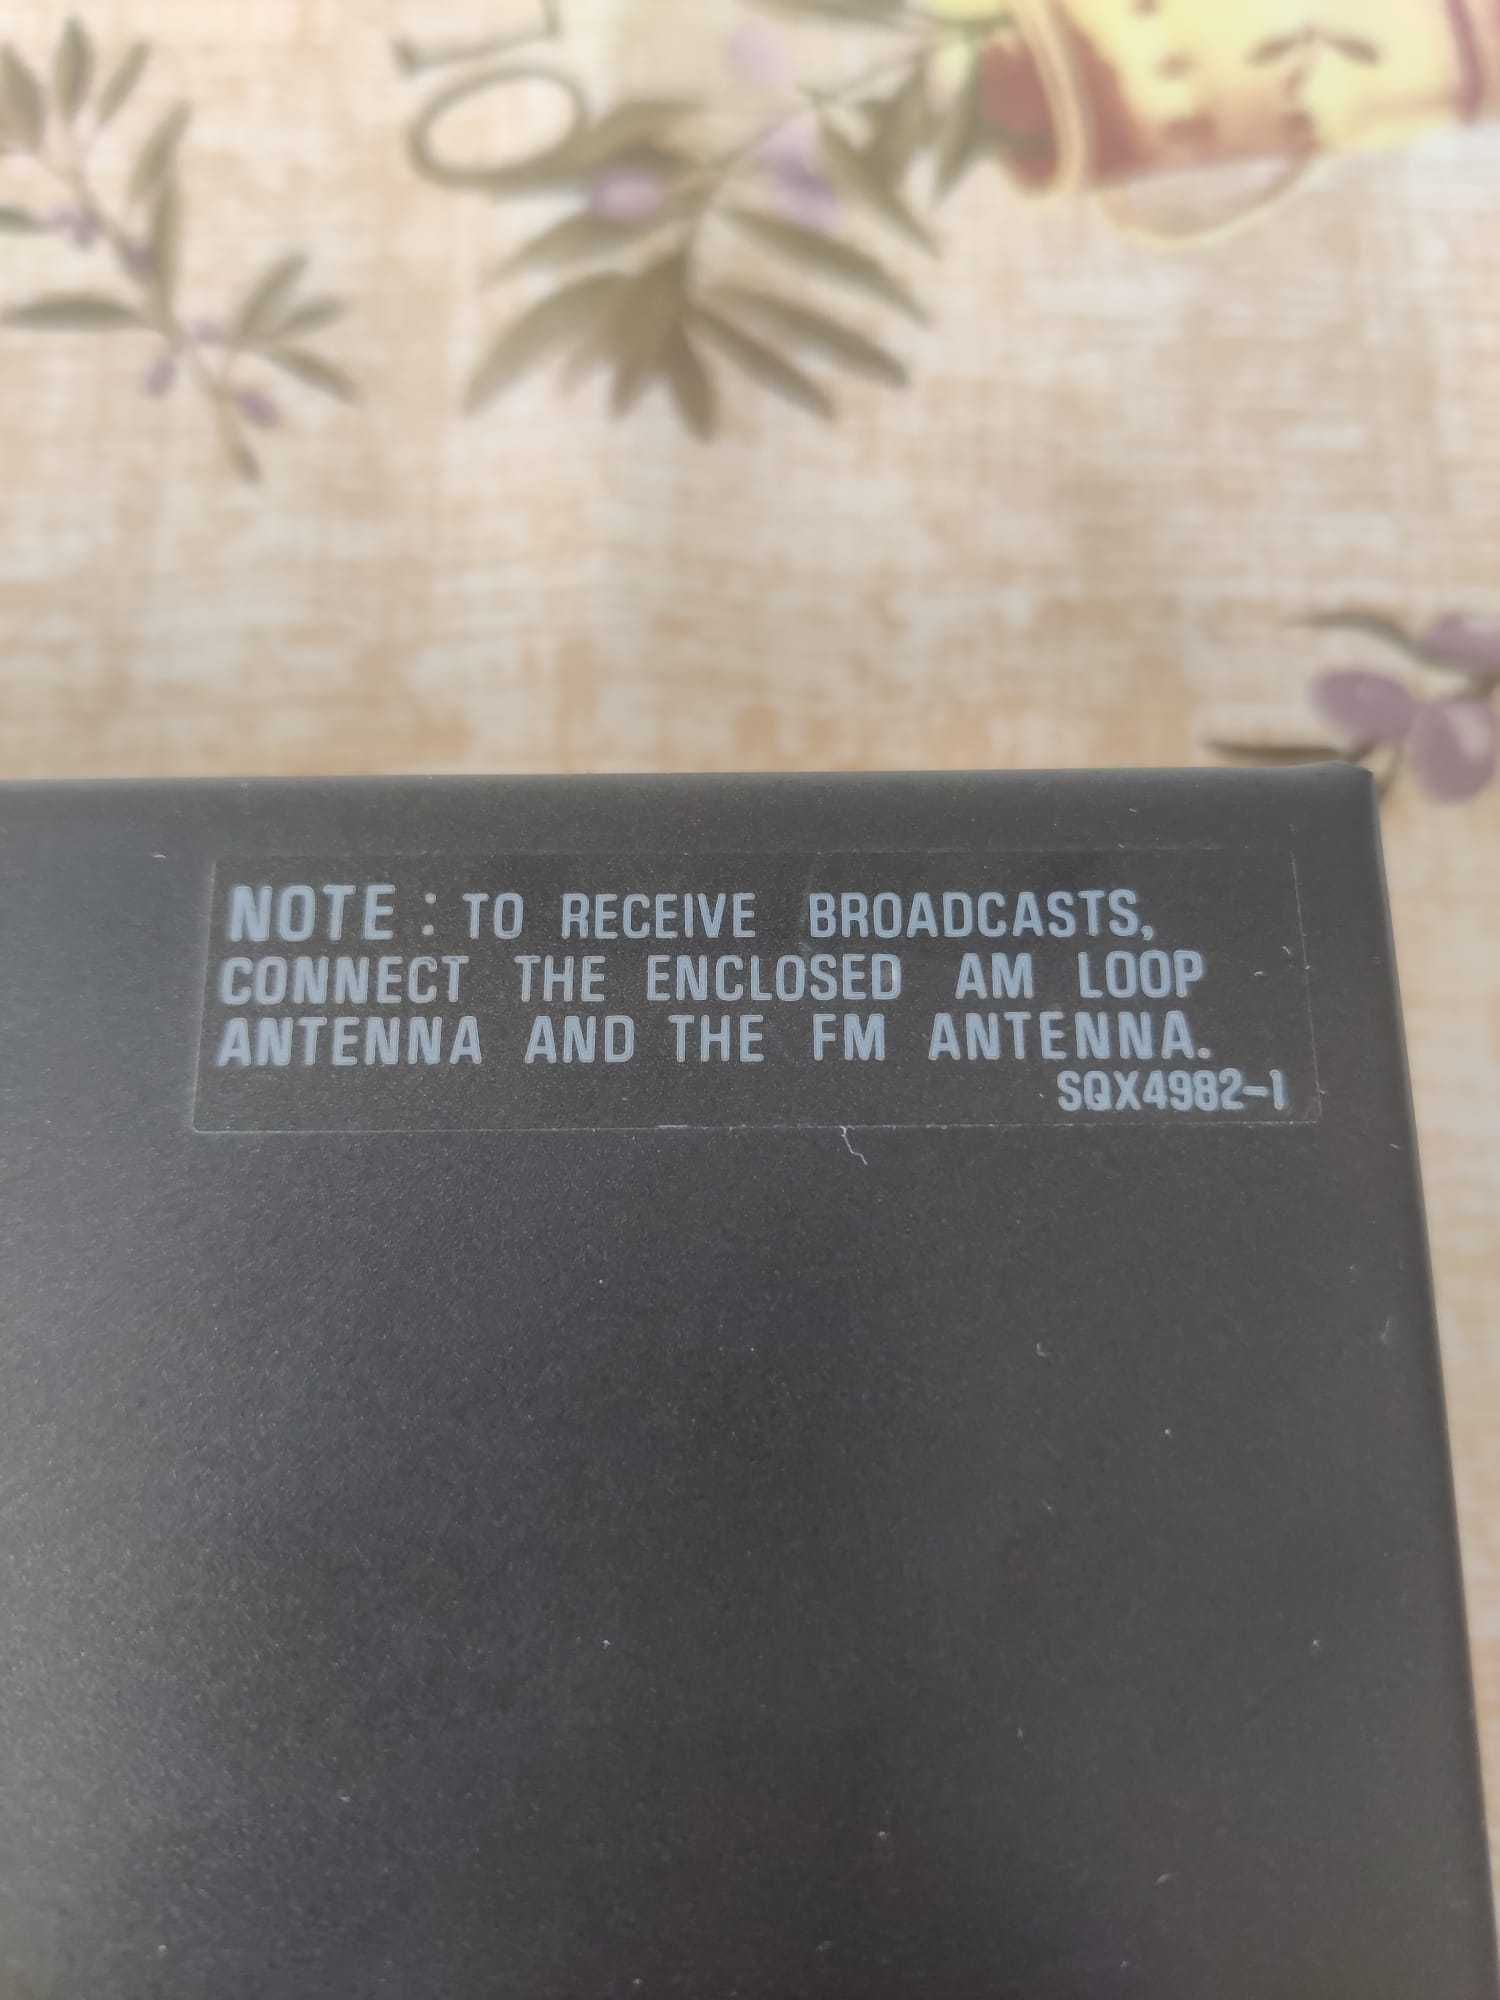 NOTE : TO RECEIVE BROADCASTS,
CONNECT THE ENCLOSED AM LOOP
ANTENNA AND THE FM ANTENNA.
SQX4982-1